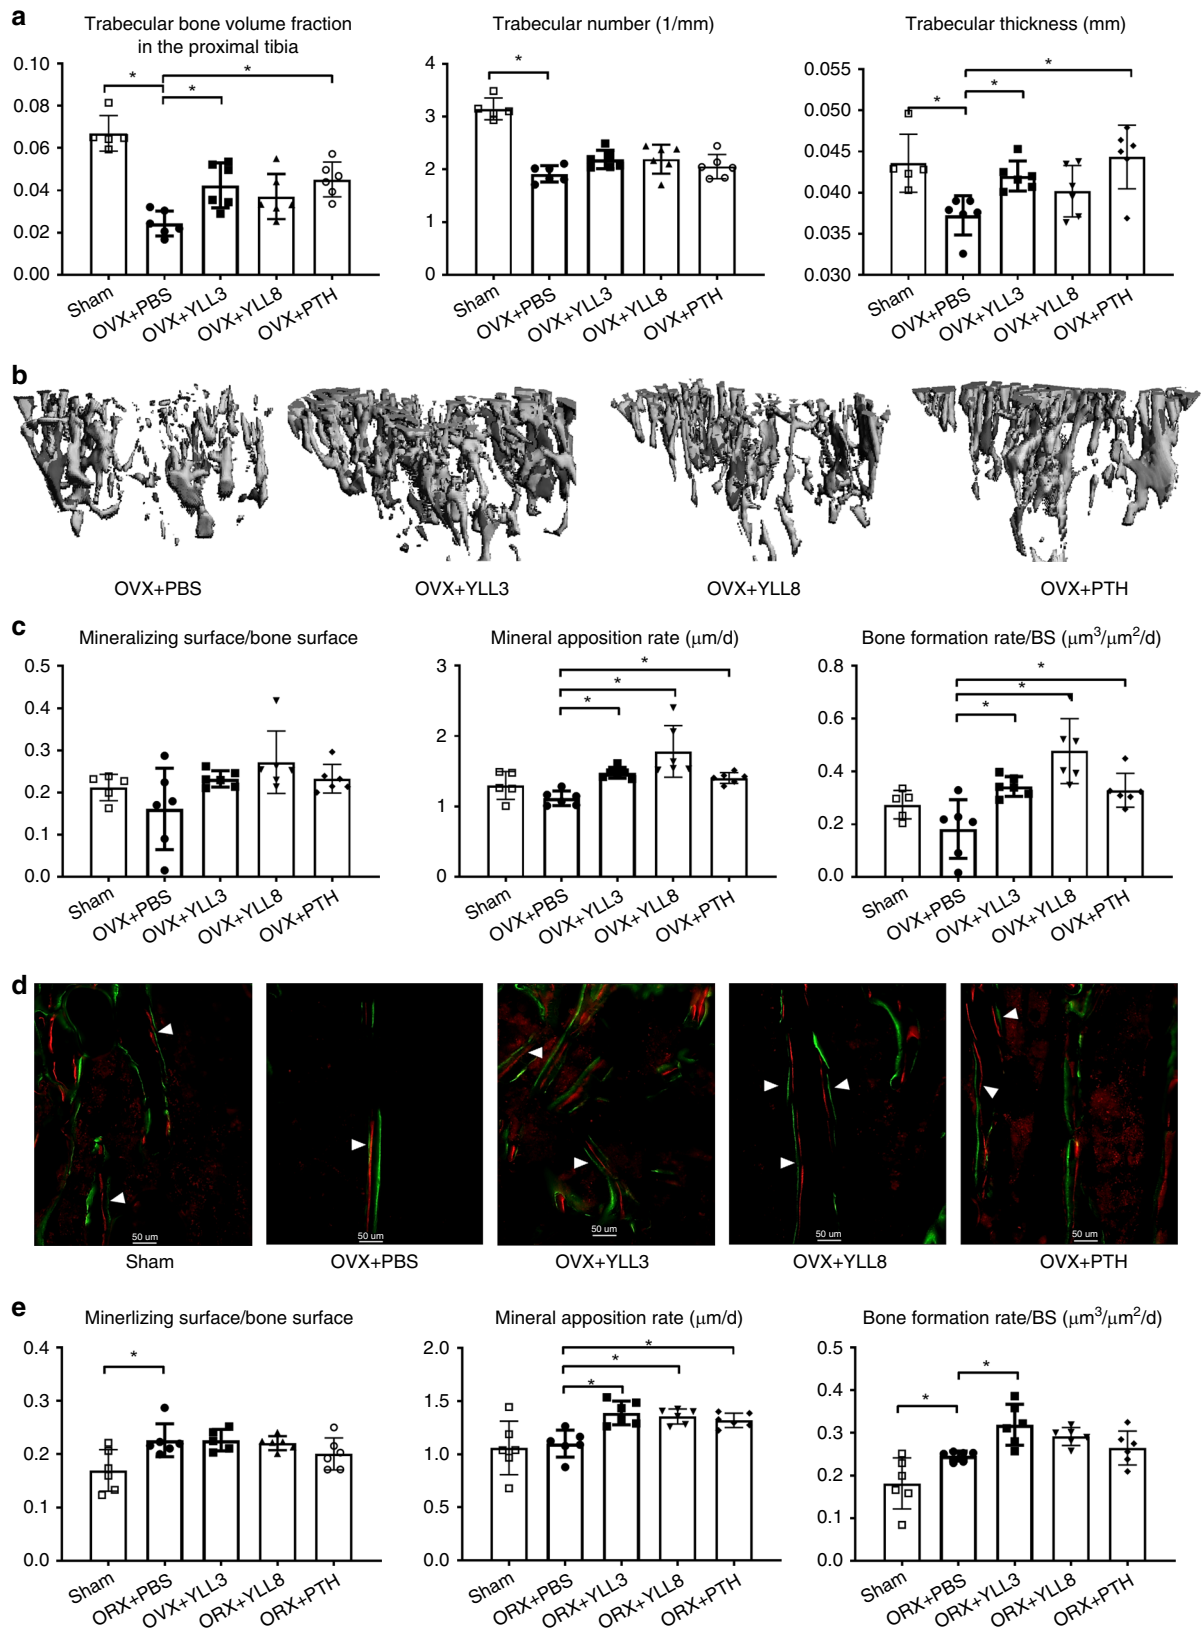 a
Trabecular bone volume fraction
in the proximal tibia
0.10
0.08
0.06
0.04
0.02
0.00
* * *
Sham OVX+PBS OVX+YLL3 OVX+YLL8 OVX+PTH
Trabecular number (1/mm)
4
3
2
1
0
*
Sham OVX+PBS OVX+YLL3 OVX+YLL8 OVX+PTH
Trabecular thickness (mm)
0.055
0.050
0.045
0.040
0.035
0.030
* * *
Sham OVX+PBS OVX+YLL3 OVX+YLL8 OVX+PTH
b
OVX+PBS OVX+YLL3 OVX+YLL8 OVX+PTH
c
Mineralizing surface/bone surface
0.5
0.4
0.3
0.2
0.1
0.0
Sham OVX+PBS OVX+YLL3 OVX+YLL8 OVX+PTH
Mineral apposition rate (μm/d)
3
2
1
0
* * *
Sham OVX+PBS OVX+YLL3 OVX+YLL8 OVX+PTH
Bone formation rate/BS (μm³/μm²/d)
0.8
0.6
0.4
0.2
0.0
* * *
Sham OVX+PBS OVX+YLL3 OVX+YLL8 OVX+PTH
d
50 um 50 um 50 um 50 um 50 um
Sham OVX+PBS OVX+YLL3 OVX+YLL8 OVX+PTH
e
Minerlizing surface/bone surface
0.4
0.3
0.2
0.1
0.0
*
Sham ORX+PBS OVX+YLL3 ORX+YLL8 ORX+PTH
Mineral apposition rate (μm/d)
2.0
1.5
1.0
0.5
0.0
* * *
Sham ORX+PBS ORX+YLL3 ORX+YLL8 ORX+PTH
Bone formation rate/BS (μm³/μm²/d)
0.5
0.4
0.3
0.2
0.1
0.0
* *
Sham ORX+PBS ORX+YLL3 ORX+YLL8 ORX+PTH